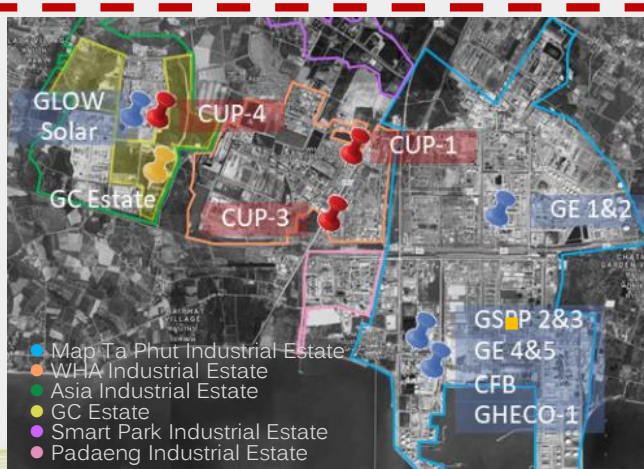 GLOW
Solar
CUP-4
CUP-1
GC Estate
CUP-3
GE 1&2
GSPP 2&3
GE 4&5
CFB
GHECO-1
Map Ta Phut Industrial Estate
WHA Industrial Estate
Asia Industrial Estate
GC Estate
Smart Park Industrial Estate
Padaeng Industrial Estate